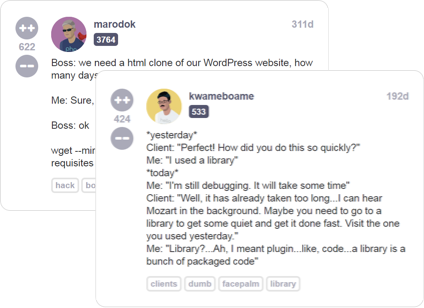 ++
622
--
marodok
3764
311d
Boss: we need a html clone of our WordPress website, how
many days
Me: Sure,
Boss: ok
wget --mir
requisites
hack
++
424
--
kwameboame
533
192d
*yesterday*
Client: "Perfect! How did you do this so quickly?"
Me: "I used a library"
*today*
Me: "I'm still debugging. It will take some time"
Client: "Well, it has already taken too long...I can hear
Mozart in the background. Maybe you need to go to a
library to get some quiet and get it done fast. Visit the one
you used yesterday."
Me: "Library?...Ah, I meant plugin...like, code...a library is a
bunch of packaged code"
clients dumb facepalm library